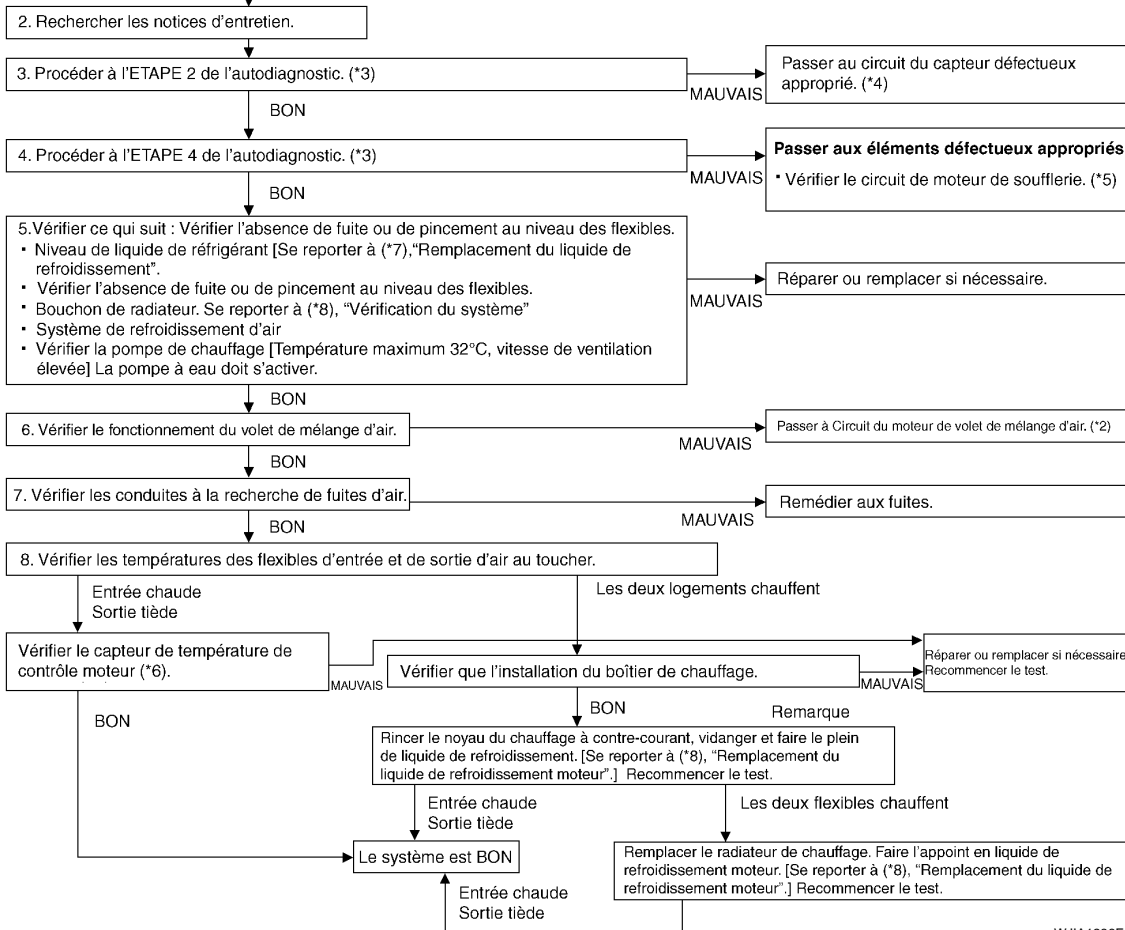 2. Rechercher les notices d'entretien.
3. Procéder à l'ETAPE 2 de l'autodiagnostic. (*3)
MAUVAIS
Passer au circuit du capteur défectueux
approprié. (*4)
BON
4. Procéder à l'ETAPE 4 de l'autodiagnostic. (*3)
MAUVAIS
Passer aux éléments défectueux appropriés
▪ Vérifier le circuit de moteur de soufflerie. (*5)
BON
5.Vérifier ce qui suit : Vérifier l'absence de fuite ou de pincement au niveau des flexibles.
▪ Niveau de liquide de réfrigérant [Se reporter à (*7),“Remplacement du liquide de
refroidissement”.
▪ Vérifier l'absence de fuite ou de pincement au niveau des flexibles.
▪ Bouchon de radiateur. Se reporter à (*8), “Vérification du système”
▪ Système de refroidissement d'air
▪ Vérifier la pompe de chauffage [Température maximum 32°C, vitesse de ventilation
élevée] La pompe à eau doit s'activer.
MAUVAIS
Réparer ou remplacer si nécessaire.
BON
6. Vérifier le fonctionnement du volet de mélange d'air.
MAUVAIS
Passer à Circuit du moteur de volet de mélange d'air. (*2)
BON
7. Vérifier les conduites à la recherche de fuites d'air.
MAUVAIS
Remédier aux fuites.
BON
8. Vérifier les températures des flexibles d'entrée et de sortie d'air au toucher.
Entrée chaude
Sortie tiède
Les deux logements chauffent
Vérifier le capteur de température de
contrôle moteur (*6).
MAUVAIS
Vérifier que l'installation du boîtier de chauffage.
MAUVAIS
Réparer ou remplacer si nécessaire
Recommencer le test.
BON
BON
Remarque
Rincer le noyau du chauffage à contre-courant, vidanger et faire le plein
de liquide de refroidissement. [Se reporter à (*8), “Remplacement du
liquide de refroidissement moteur”.] Recommencer le test.
Entrée chaude
Sortie tiède
Les deux flexibles chauffent
Le système est BON
Remplacer le radiateur de chauffage. Faire l'appoint en liquide de
refroidissement moteur. [Se reporter à (*8), “Remplacement du liquide de
refroidissement moteur”.] Recommencer le test.
Entrée chaude
Sortie tiède